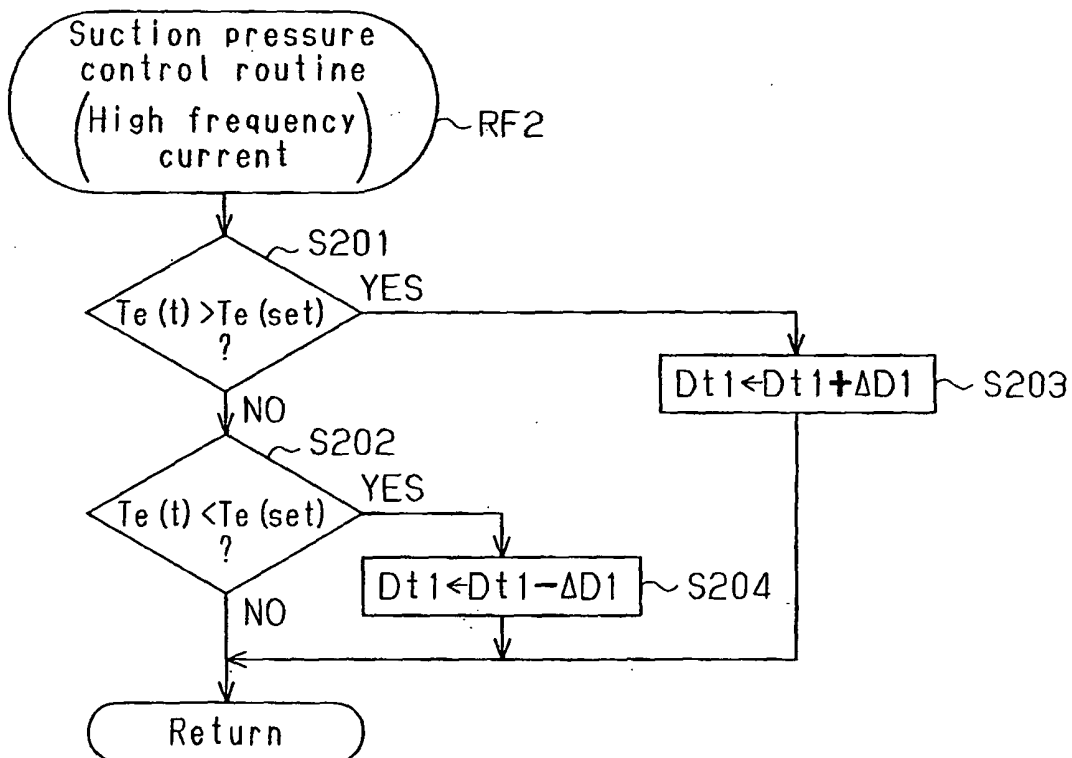 Suction pressure
control routine
(High frequency
current)
RF2
S201
Te(t)>Te(set)
?
YES
NO
Dt1←Dt1+ΔD1
S203
S202
Te(t)<Te(set)
?
YES
NO
Dt1←Dt1-ΔD1
S204
Return